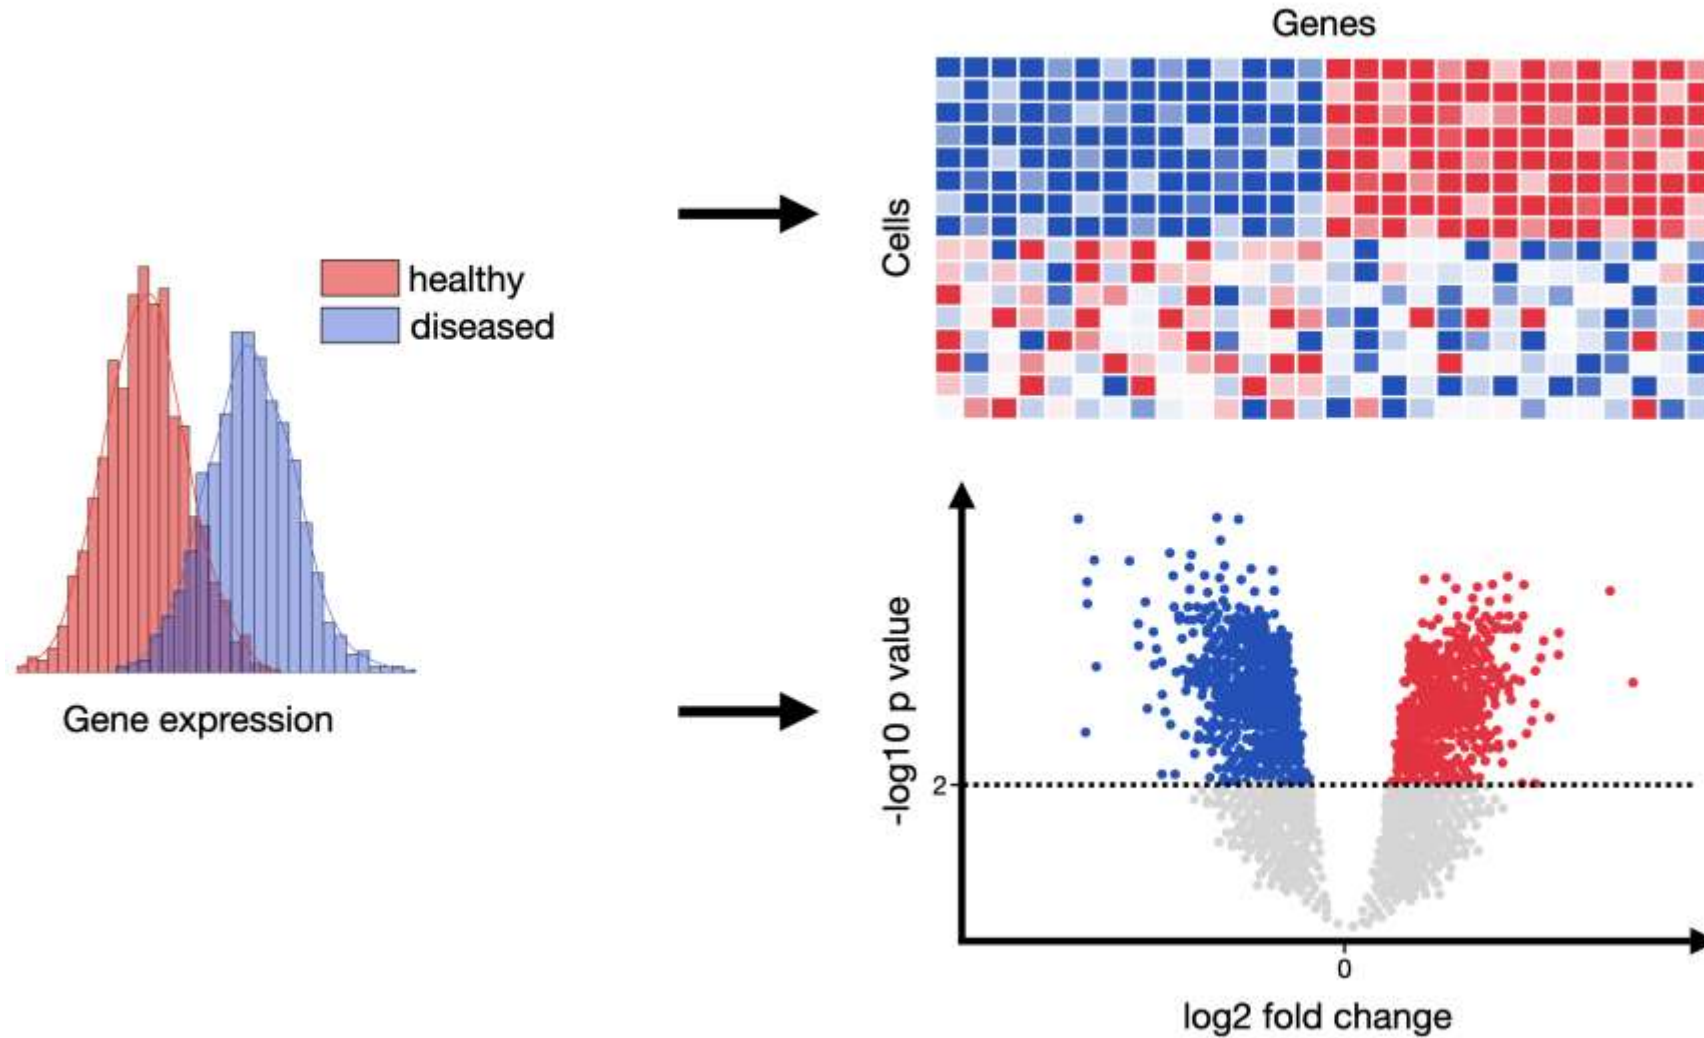 Genes
Cells
healthy
diseased
Gene expression
-log10 p value
2
0
log2 fold change